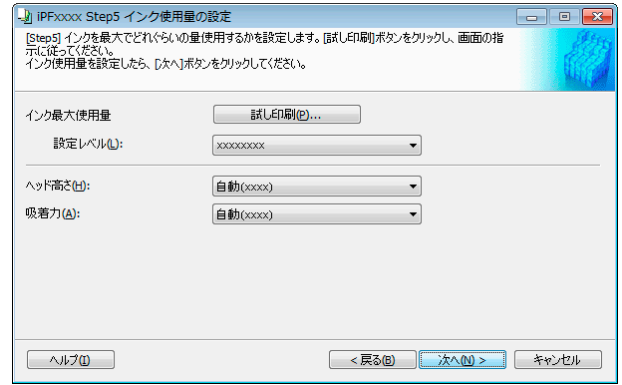 iPFxxxx Step5 インク使用量の設定
[Step5] インクを最大でどれぐらいの量使用するかを設定します。[試し印刷]ボタンをクリックし、画面の指
示に従ってください。
インク使用量を設定したら、[次へ]ボタンをクリックしてください。
インク最大使用量 試し印刷(P)...
設定レベル(L): xxxxxxxx
ヘッド高さ(H): 自動(xxxx)
吸着力(A): 自動(xxxx)
ヘルプ(I) < 戻る(B) 次へ(N) > キャンセル